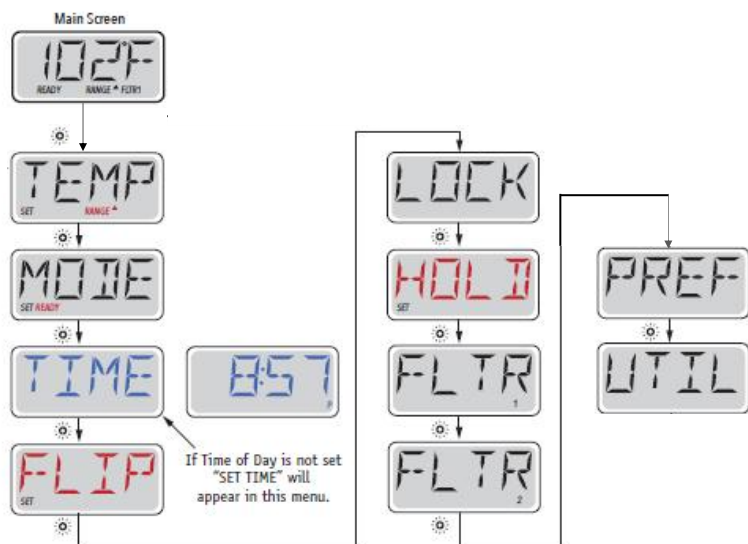 Main Screen
102°F
READY RANGE ▲ FLTR1
TEMP
SET RANGE ▲
MODE
SET READY
TIME
8:57
P
If Time of Day is not set
"SET TIME" will
appear in this menu.
FLIP
SET
LOCK
HOLD
SET
FLTR
1
FLTR
2
PREF
UTIL